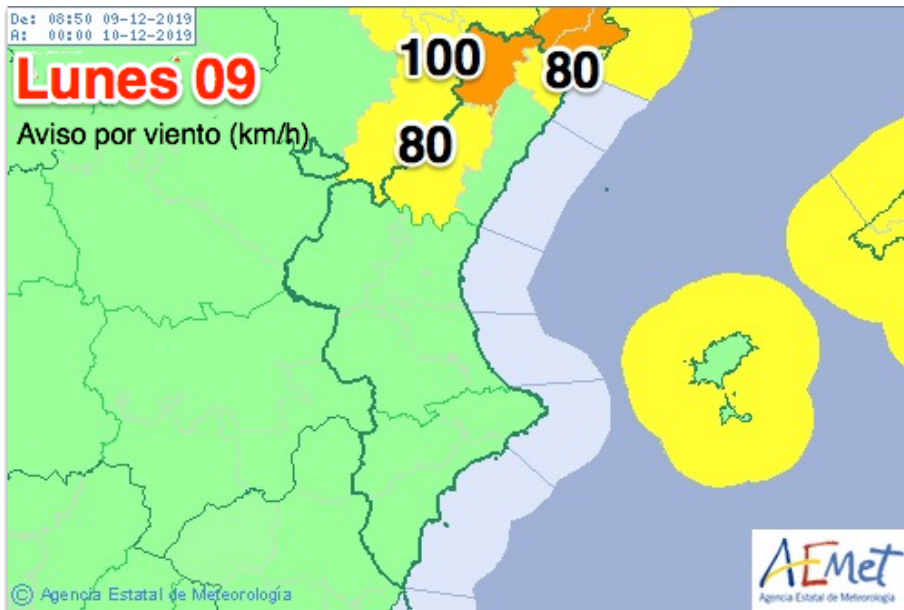 De: 08:50 09-12-2019
A: 00:00 10-12-2019
Lunes 09
Aviso por viento (km/h)
100
80
80
© Agencia Estatal de Meteorología
AEMet
Agencia Estatal de Meteorología